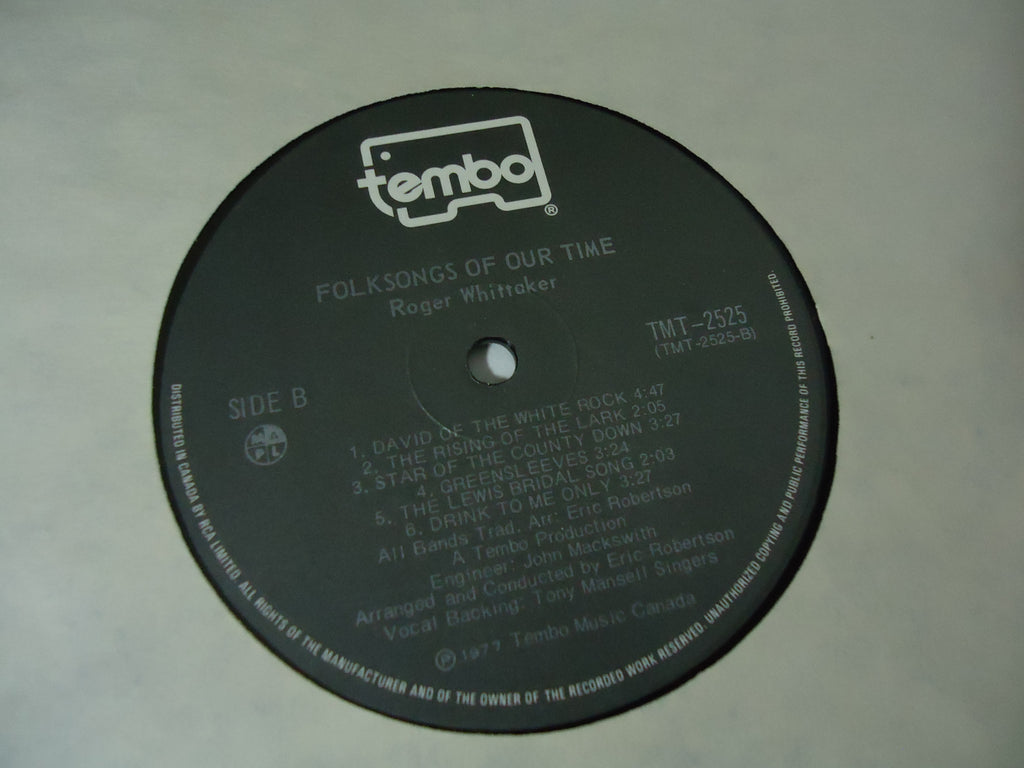 tembo®
FOLKSONGS OF OUR TIME
Roger Whittaker
TMT-2525
(TMT-2525-B)
SIDE B
MA
PL
1. DAVID OF THE WHITE ROCK 4:47
2. THE RISING OF THE LARK 2:05
3. STAR OF THE COUNTY DOWN 3:27
4. GREENSLEEVES 3:24
5. THE LEWIS BRIDAL SONG 2:03
6. DRINK TO ME ONLY 3:27
All Bands Trad. Arr: Eric Robertson
A Tembo Production
Engineer: John Mackswith
Arranged and Conducted by Eric Robertson
Vocal Backing: Tony Mansell Singers
℗ 1977 Tembo Music Canada
DISTRIBUTED IN CANADA BY RCA LIMITED. ALL RIGHTS OF THE MANUFACTURER AND OF THE OWNER OF THE RECORDED WORK RESERVED. UNAUTHORIZED COPYING AND PUBLIC PERFORMANCE OF THIS RECORD PROHIBITED.